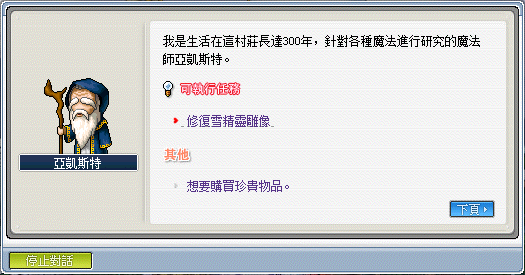 我是生活在這村莊長達300年，針對各種魔法進行研究的魔法
師亞凱斯特。
可執行任務
修復雪精靈雕像
其他
想要購買珍貴物品。
亞凱斯特
下頁
停止對話